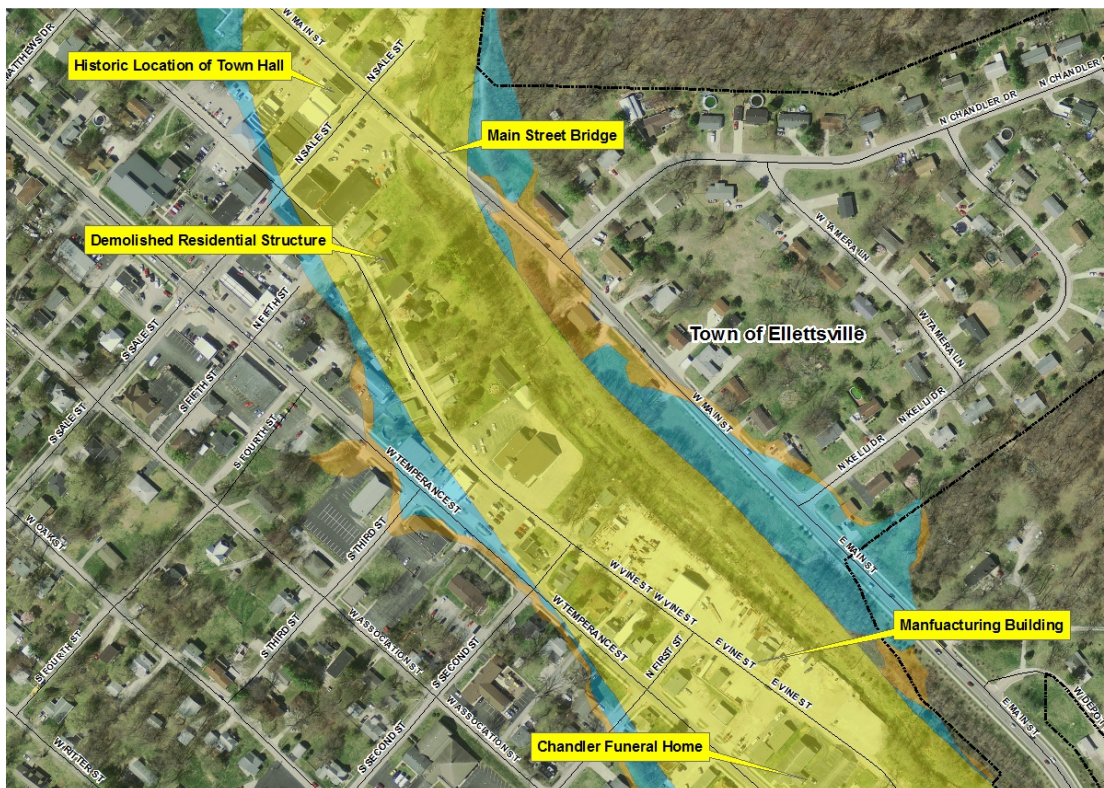 MATTHEWS DR
W MAIN ST
N SALE ST
Historic Location of Town Hall
N CHANDLER DR
N CHANDLER D
Main Street Bridge
N SALE ST
W TAMERA LN
Demolished Residential Structure
N FIFTH ST
S SALE ST
Town of Ellettsville
W TAMERA LN
S FIFTH ST
S SALE ST
S FOURTH ST
W MAIN ST
N KELLI DR
N KELLI DR
W TEMPERANCE ST
W OAK ST
S THIRD ST
E MAIN ST
W VINE ST
W VINE ST
S THIRD ST
W ASSOCIATION ST
W TEMPERANCE ST
Manfuacturing Building
E VINE ST
N FIRST ST
S FOURTH ST
S SECOND ST
E VINE ST
W DEPOT
E MAIN ST
W ASSOCIATION ST
S SECOND ST
Chandler Funeral Home
W RITTER ST